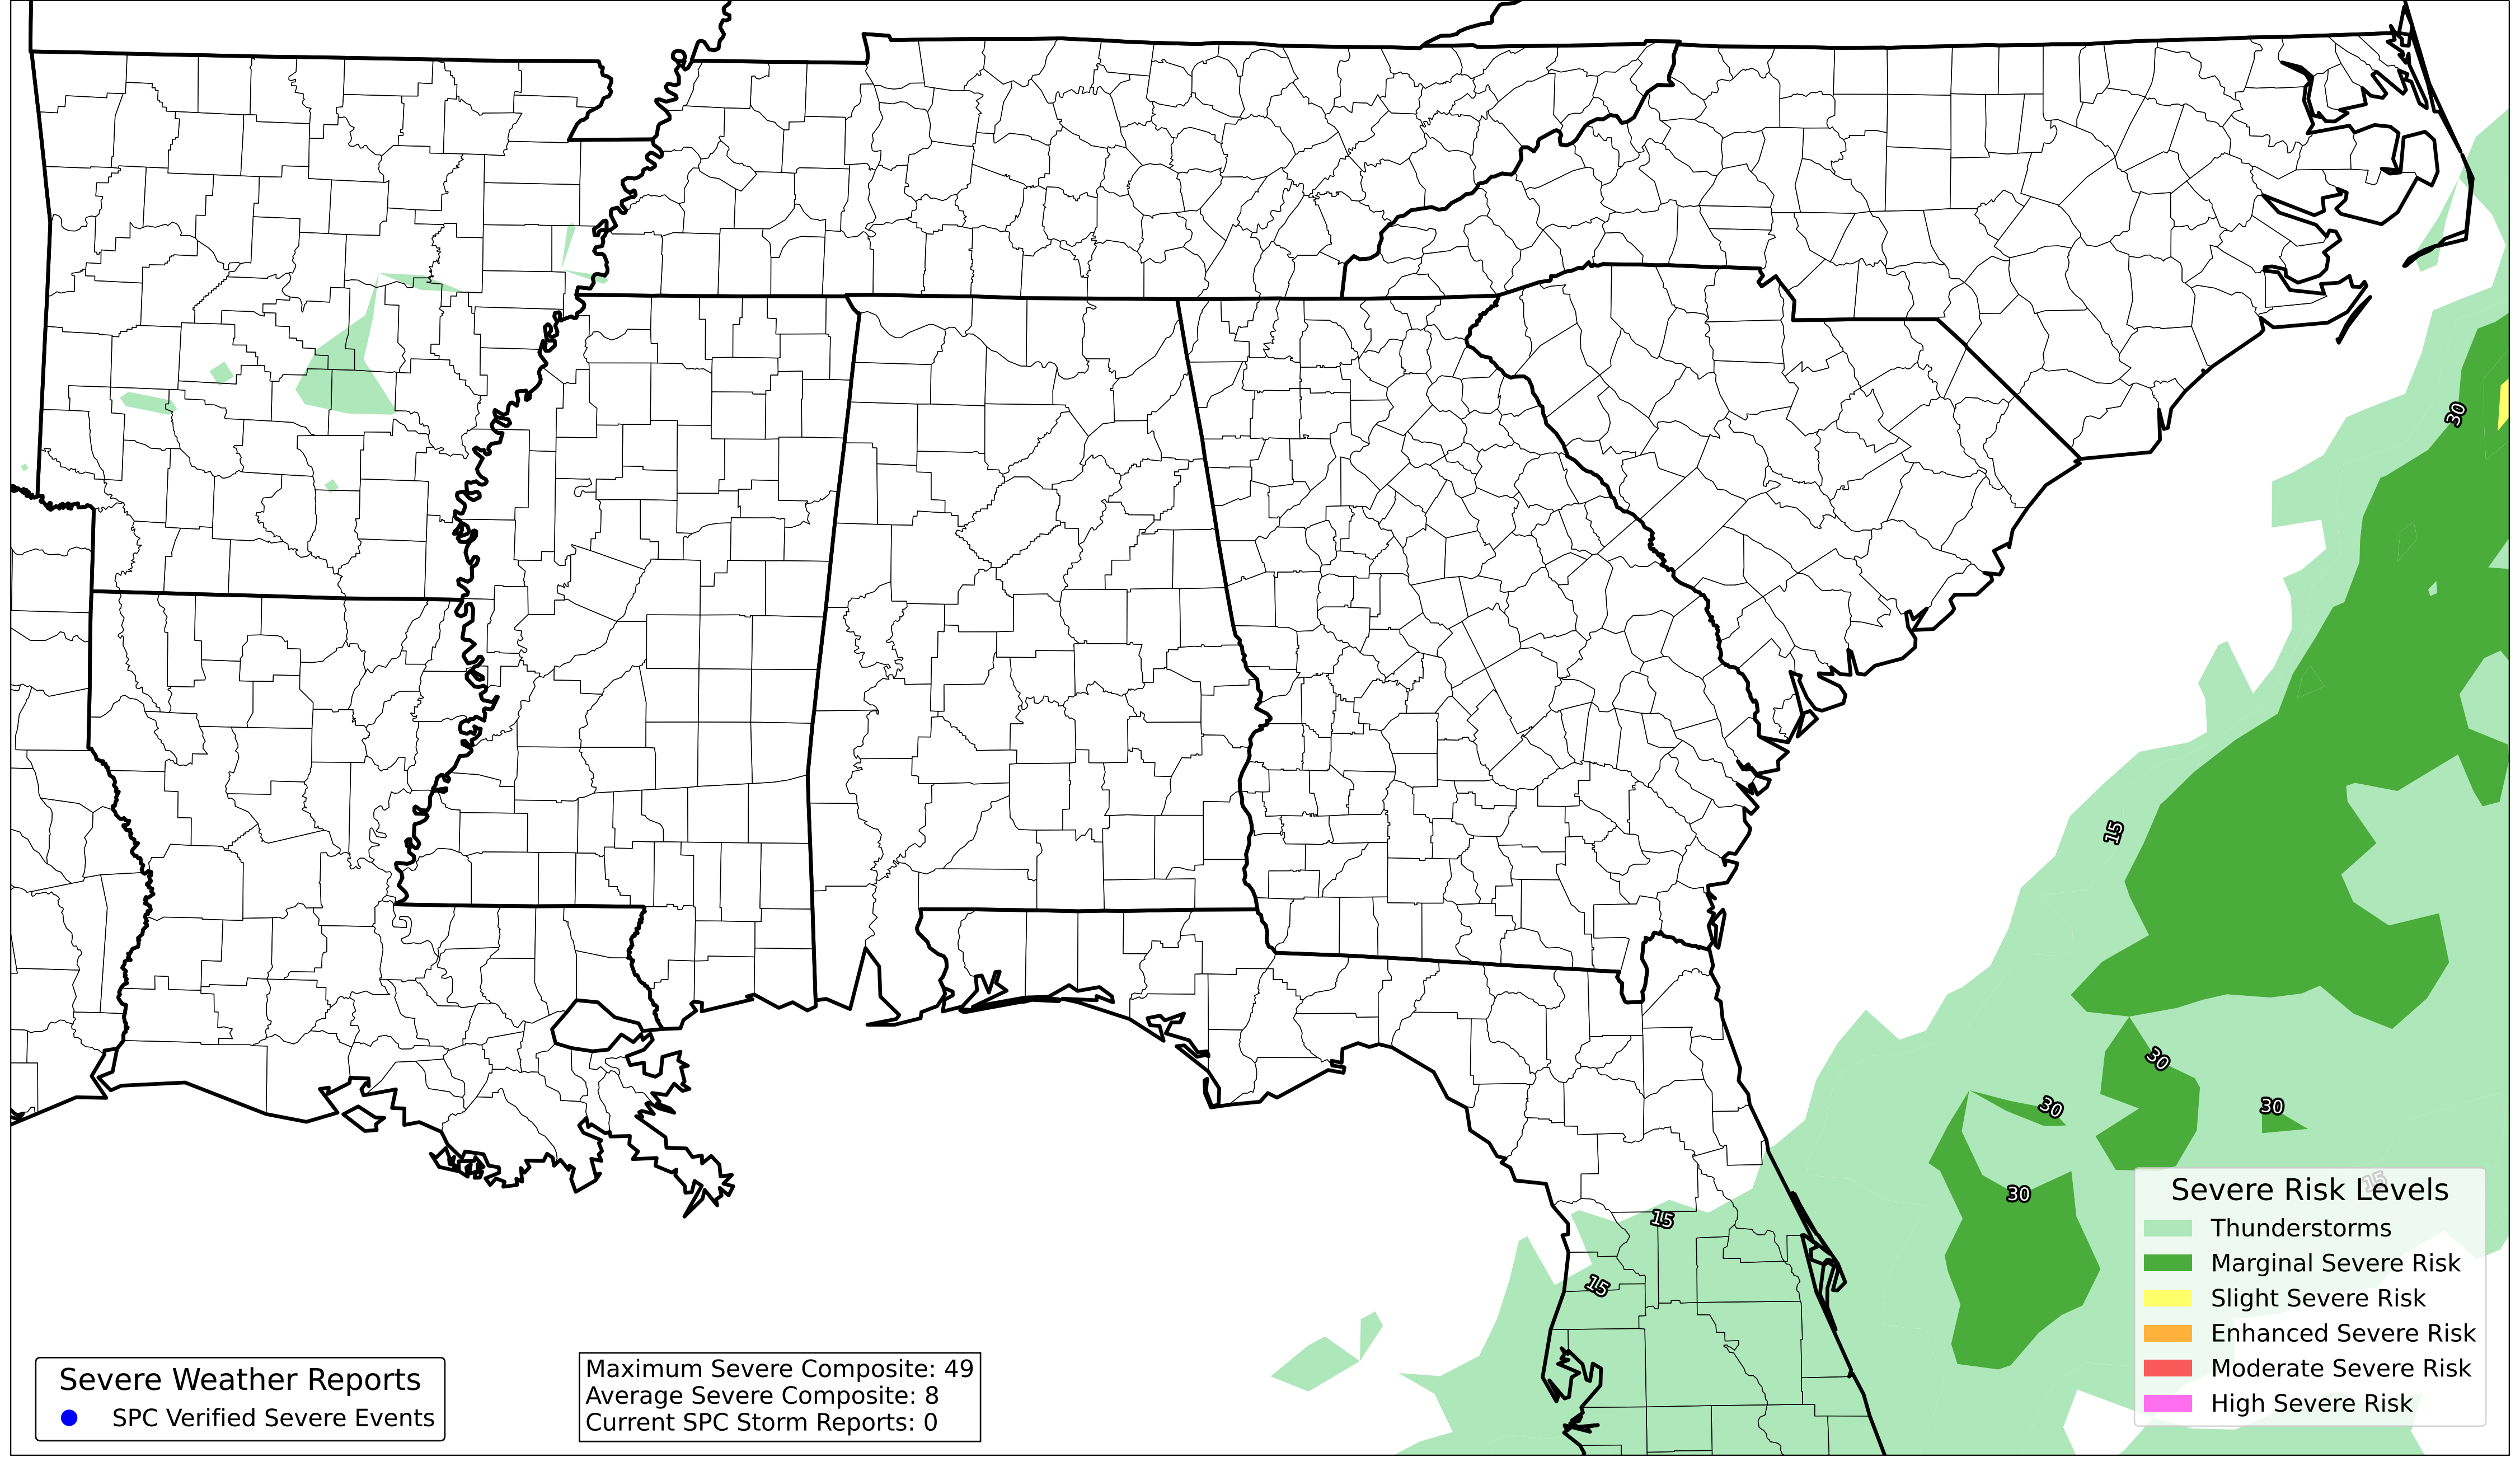 30
15
30
30
30
30
15
15
15
Severe Risk Levels
Thunderstorms
Marginal Severe Risk
Slight Severe Risk
Enhanced Severe Risk
Moderate Severe Risk
High Severe Risk
Severe Weather Reports
SPC Verified Severe Events
Maximum Severe Composite: 49
Average Severe Composite: 8
Current SPC Storm Reports: 0